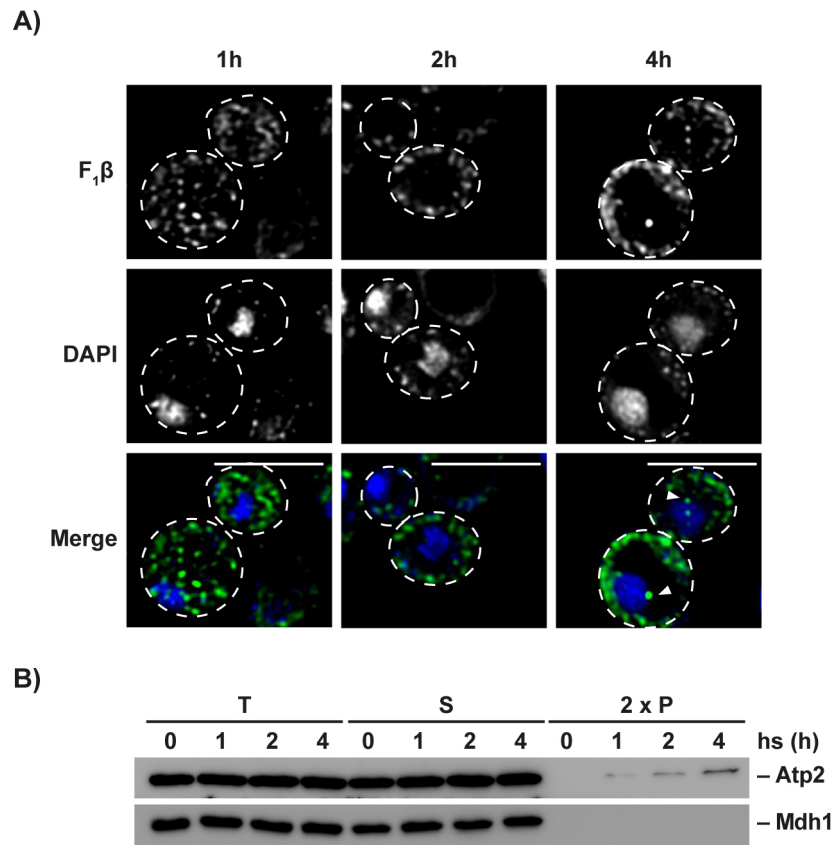 A)
1h 2h 4h
F₁β
DAPI
Merge
B)
T S 2 x P
0 1 2 4 0 1 2 4 0 1 2 4 hs (h)
– Atp2
– Mdh1